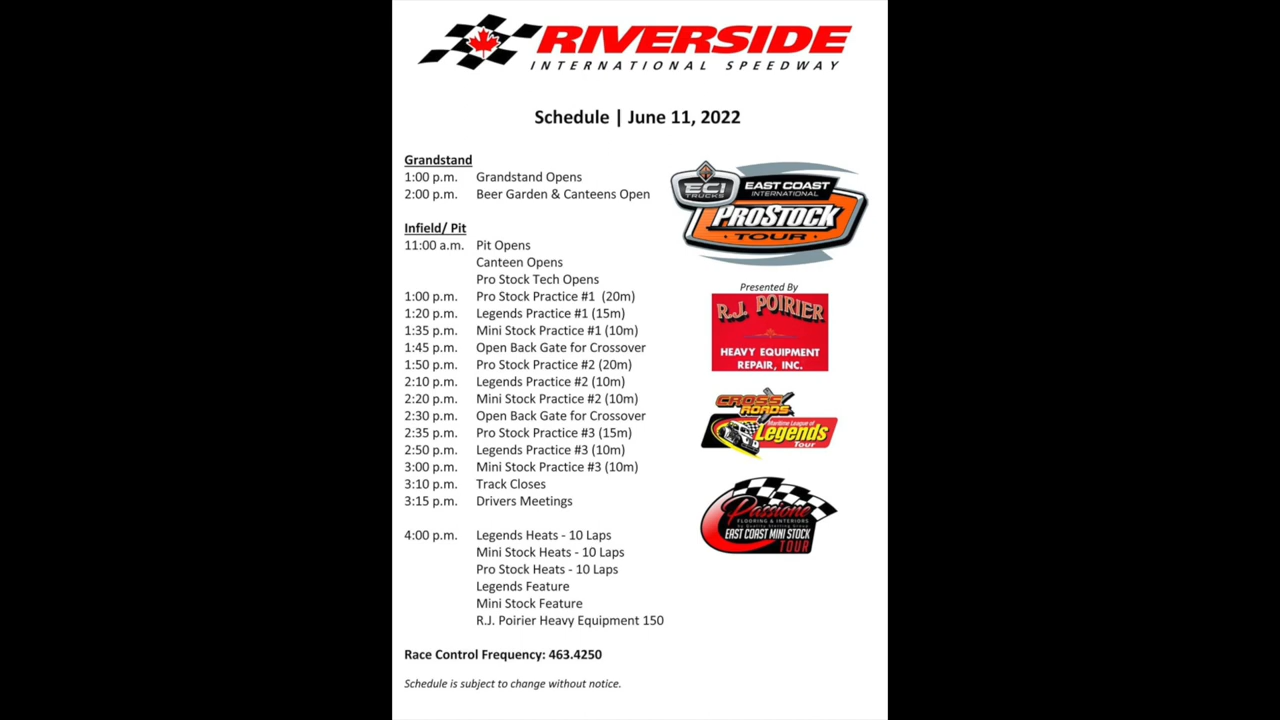 RIVERSIDE
INTERNATIONAL SPEEDWAY
Schedule | June 11, 2022
Grandstand
1:00 p.m. Grandstand Opens
2:00 p.m. Beer Garden & Canteens Open
Infield/ Pit
11:00 a.m. Pit Opens
Canteen Opens
Pro Stock Tech Opens
1:00 p.m. Pro Stock Practice #1 (20m)
1:20 p.m. Legends Practice #1 (15m)
1:35 p.m. Mini Stock Practice #1 (10m)
1:45 p.m. Open Back Gate for Crossover
1:50 p.m. Pro Stock Practice #2 (20m)
2:10 p.m. Legends Practice #2 (10m)
2:20 p.m. Mini Stock Practice #2 (10m)
2:30 p.m. Open Back Gate for Crossover
2:35 p.m. Pro Stock Practice #3 (15m)
2:50 p.m. Legends Practice #3 (10m)
3:00 p.m. Mini Stock Practice #3 (10m)
3:10 p.m. Track Closes
3:15 p.m. Drivers Meetings
4:00 p.m. Legends Heats - 10 Laps
Mini Stock Heats - 10 Laps
Pro Stock Heats - 10 Laps
Legends Feature
Mini Stock Feature
R.J. Poirier Heavy Equipment 150
Race Control Frequency: 463.4250
Schedule is subject to change without notice.
ECI
TRUCKS
EAST COAST
INTERNATIONAL
PROSTOCK
TOUR
Presented By
R.J. POIRIER
HEAVY EQUIPMENT
REPAIR, INC.
CROSS
ROADS
Maritime League of
Legends
Tour
Passione
FLOORING & INTERIORS
EAST COAST MINI STOCK
TOUR